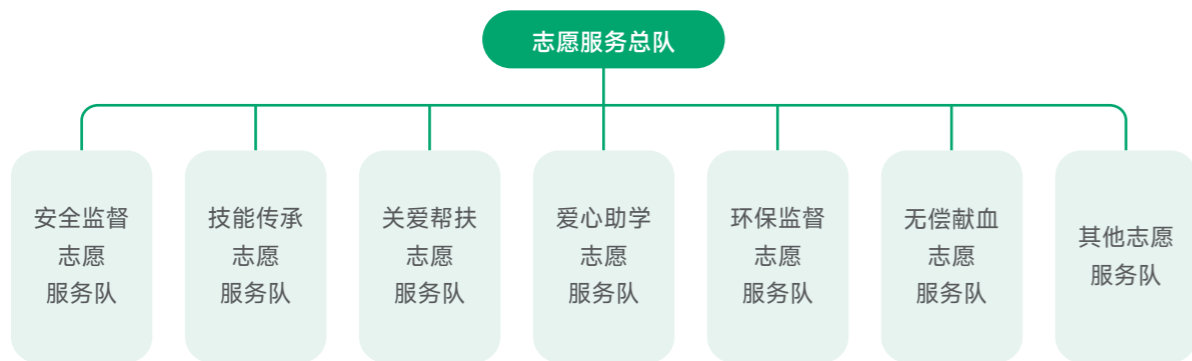 志愿服务总队
安全监督
志愿
服务队
技能传承
志愿
服务队
关爱帮扶
志愿
服务队
爱心助学
志愿
服务队
环保监督
志愿
服务队
无偿献血
志愿
服务队
其他志愿
服务队